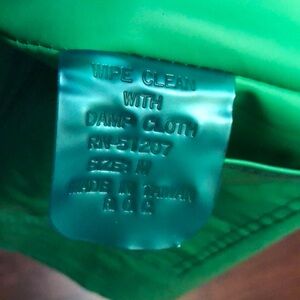 WIPE CLEAN
WITH
DAMP CLOTH
RN-51207
SIZE: M
MADE IN TAIWAN
R. O. C